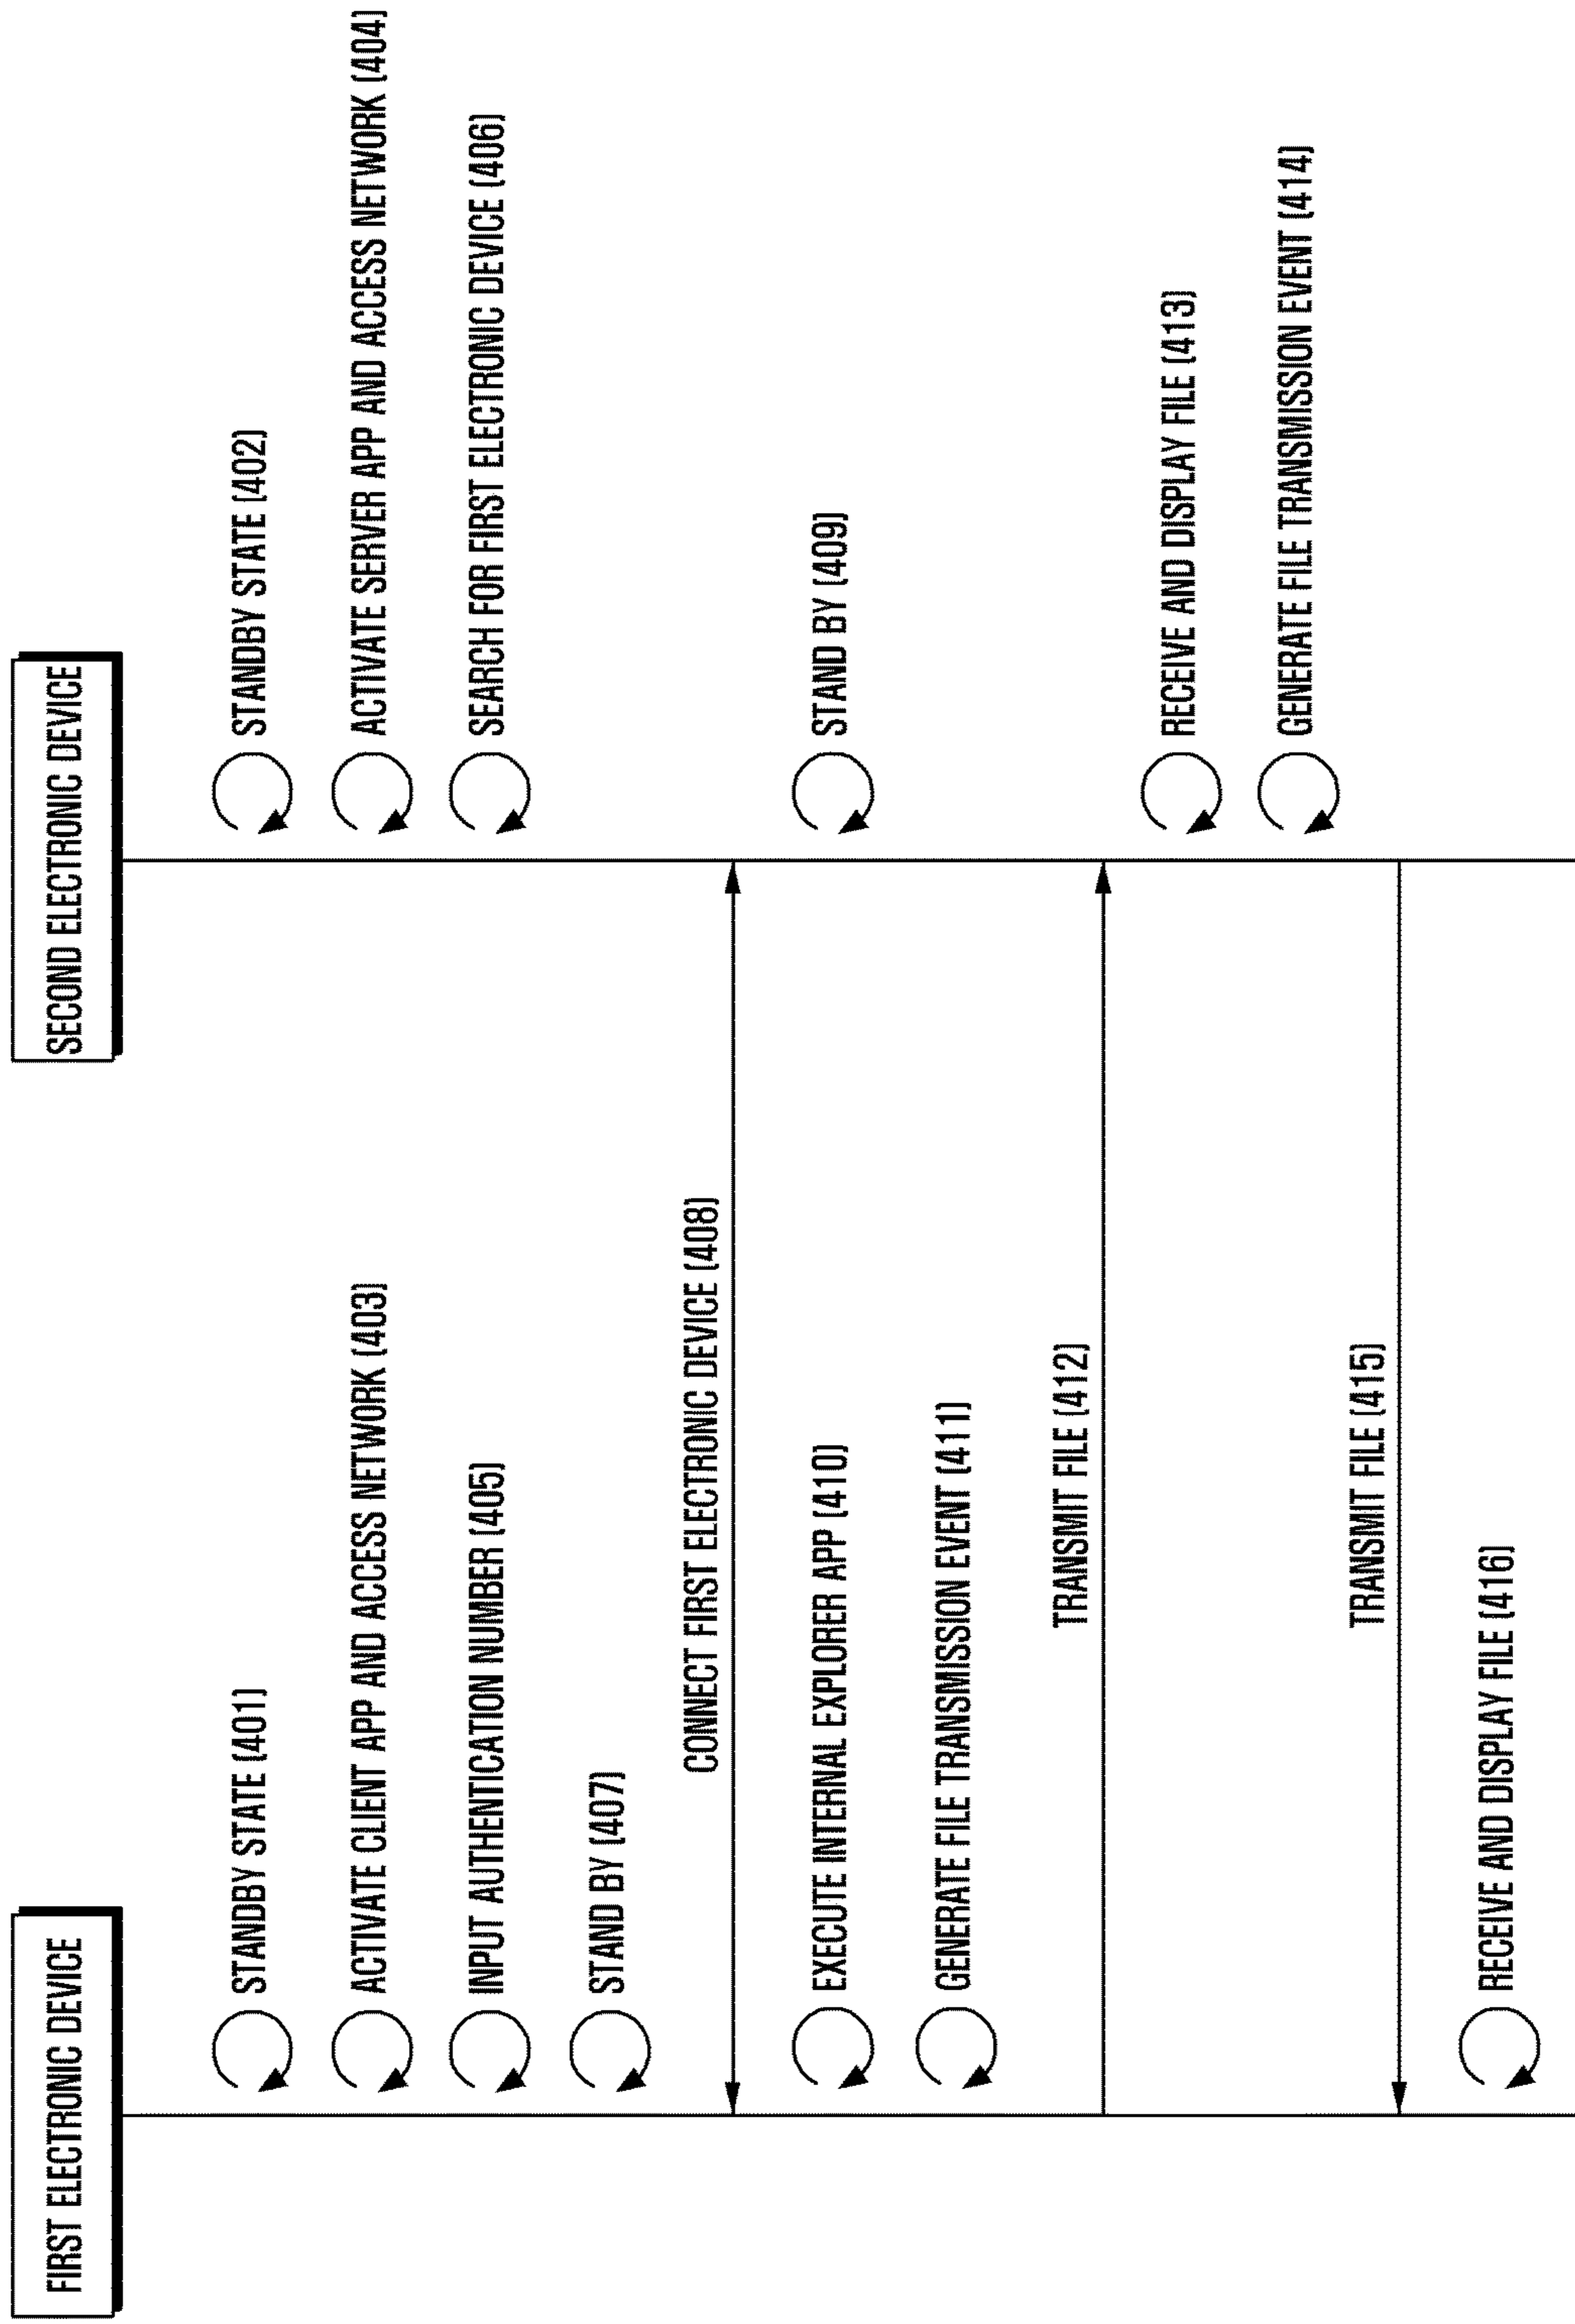 FIRST ELECTRONIC DEVICE
SECOND ELECTRONIC DEVICE
STANDBY STATE (401)
STANDBY STATE (402)
ACTIVATE CLIENT APP AND ACCESS NETWORK (403)
ACTIVATE SERVER APP AND ACCESS NETWORK (404)
INPUT AUTHENTICATION NUMBER (405)
SEARCH FOR FIRST ELECTRONIC DEVICE (406)
STAND BY (407)
CONNECT FIRST ELECTRONIC DEVICE (408)
STAND BY (409)
EXECUTE INTERNAL EXPLORER APP (410)
GENERATE FILE TRANSMISSION EVENT (411)
TRANSMIT FILE (412)
RECEIVE AND DISPLAY FILE (413)
GENERATE FILE TRANSMISSION EVENT (414)
TRANSMIT FILE (415)
RECEIVE AND DISPLAY FILE (416)